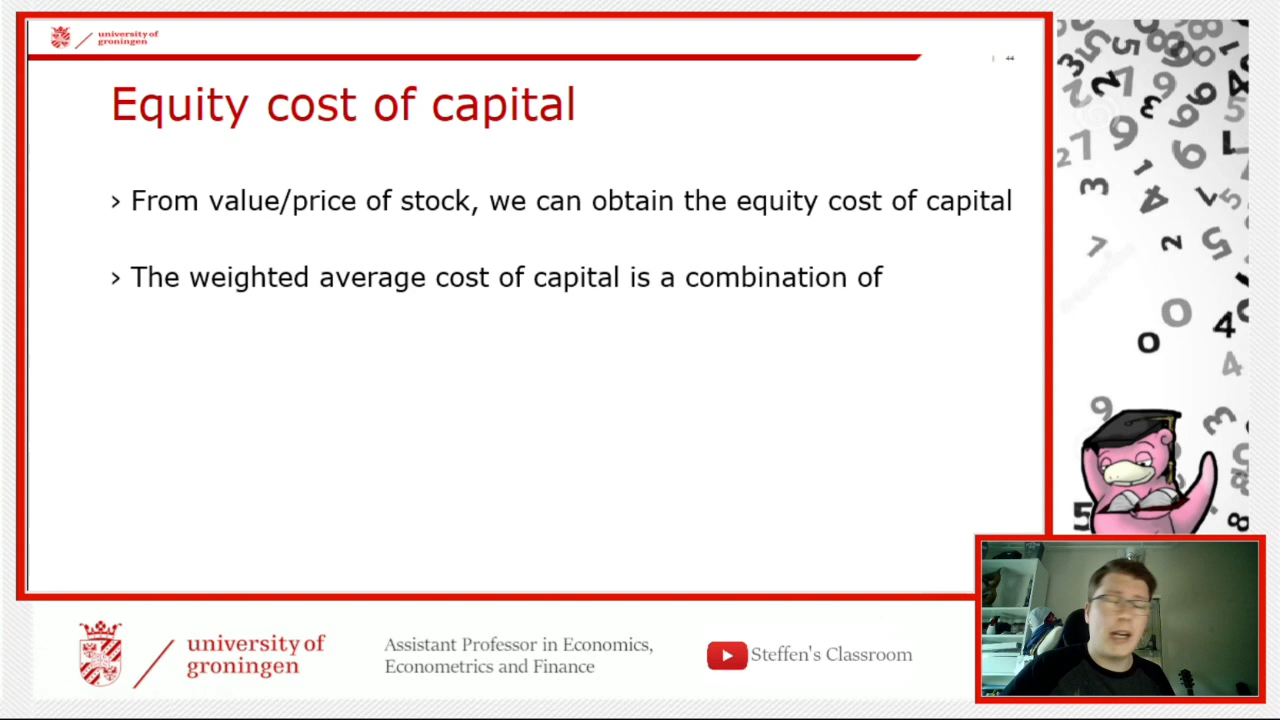 university of
groningen
44
Equity cost of capital
› From value/price of stock, we can obtain the equity cost of capital
› The weighted average cost of capital is a combination of
university of
groningen
Assistant Professor in Economics,
Econometrics and Finance
Steffen's Classroom